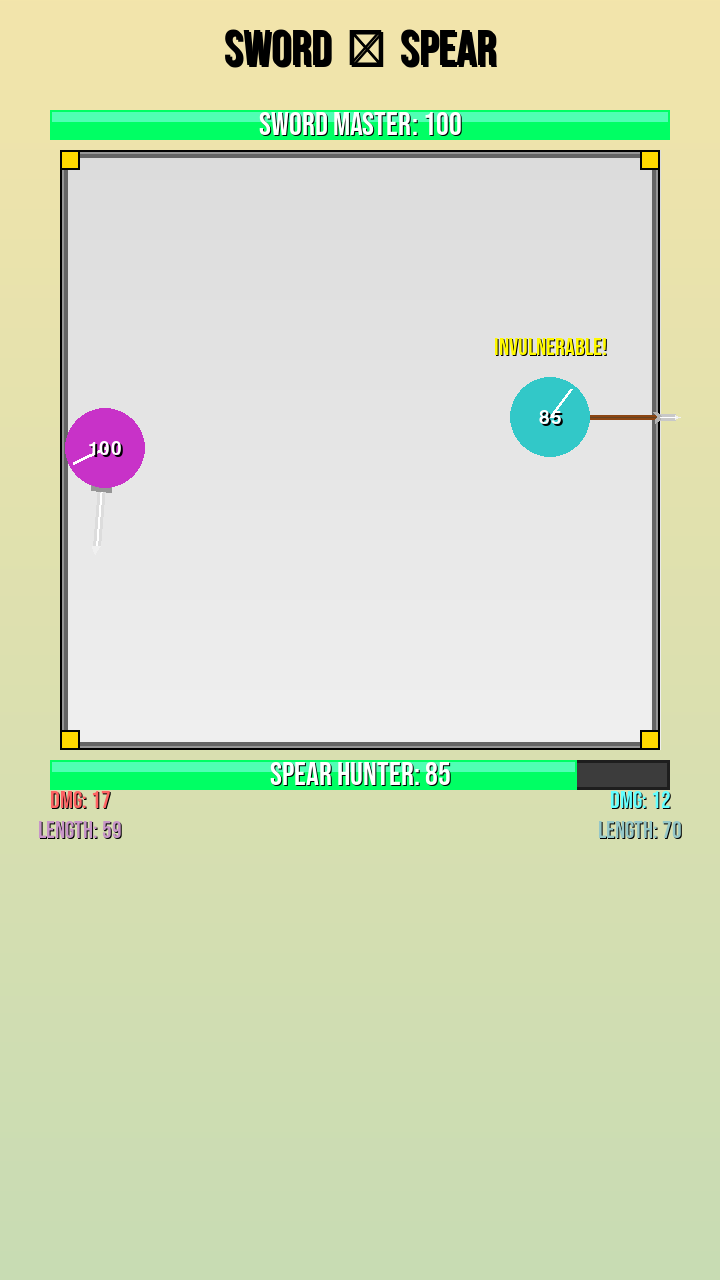 SWORD SPEAR
SWORD MASTER: 100
INVULNERABLE!
85
100
SPEAR HUNTER: 85
DMG: 17
DMG: 12
LENGTH: 59
LENGTH: 70